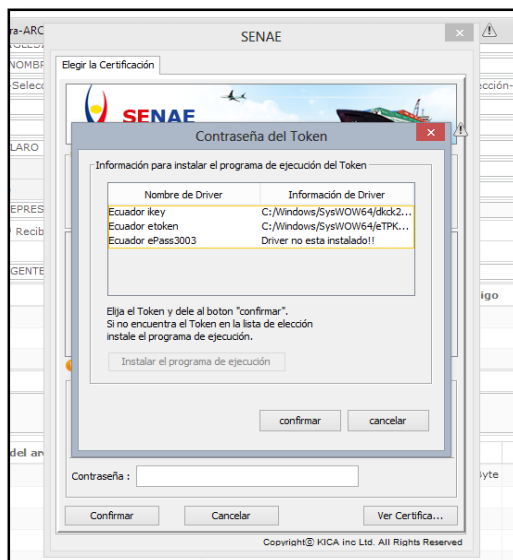 ra-ARC
SENAE
NOMBR
Elegir la Certificación
Selecc
cción-
SENAE
Contraseña del Token
LARO
Información para instalar el programa de ejecución del Token
Nombre de Driver Información de Driver
EPRES
Ecuador ikey C:/Windows/SysWOW64/dkck2...
Recib
Ecuador etoken C:/Windows/SysWOW64/eTPK...
Ecuador ePass3003 Driver no esta instalado!!
GENTE
igo
Elija el Token y dele al boton "confirmar".
Si no encuentra el Token en la lista de elección
instale el programa de ejecución.
Instalar el programa de ejecución
confirmar cancelar
del ar
Contraseña :
Byte
Confirmar Cancelar Ver Certifica...
Copyright© KICA inc Ltd. All Rights Reserved